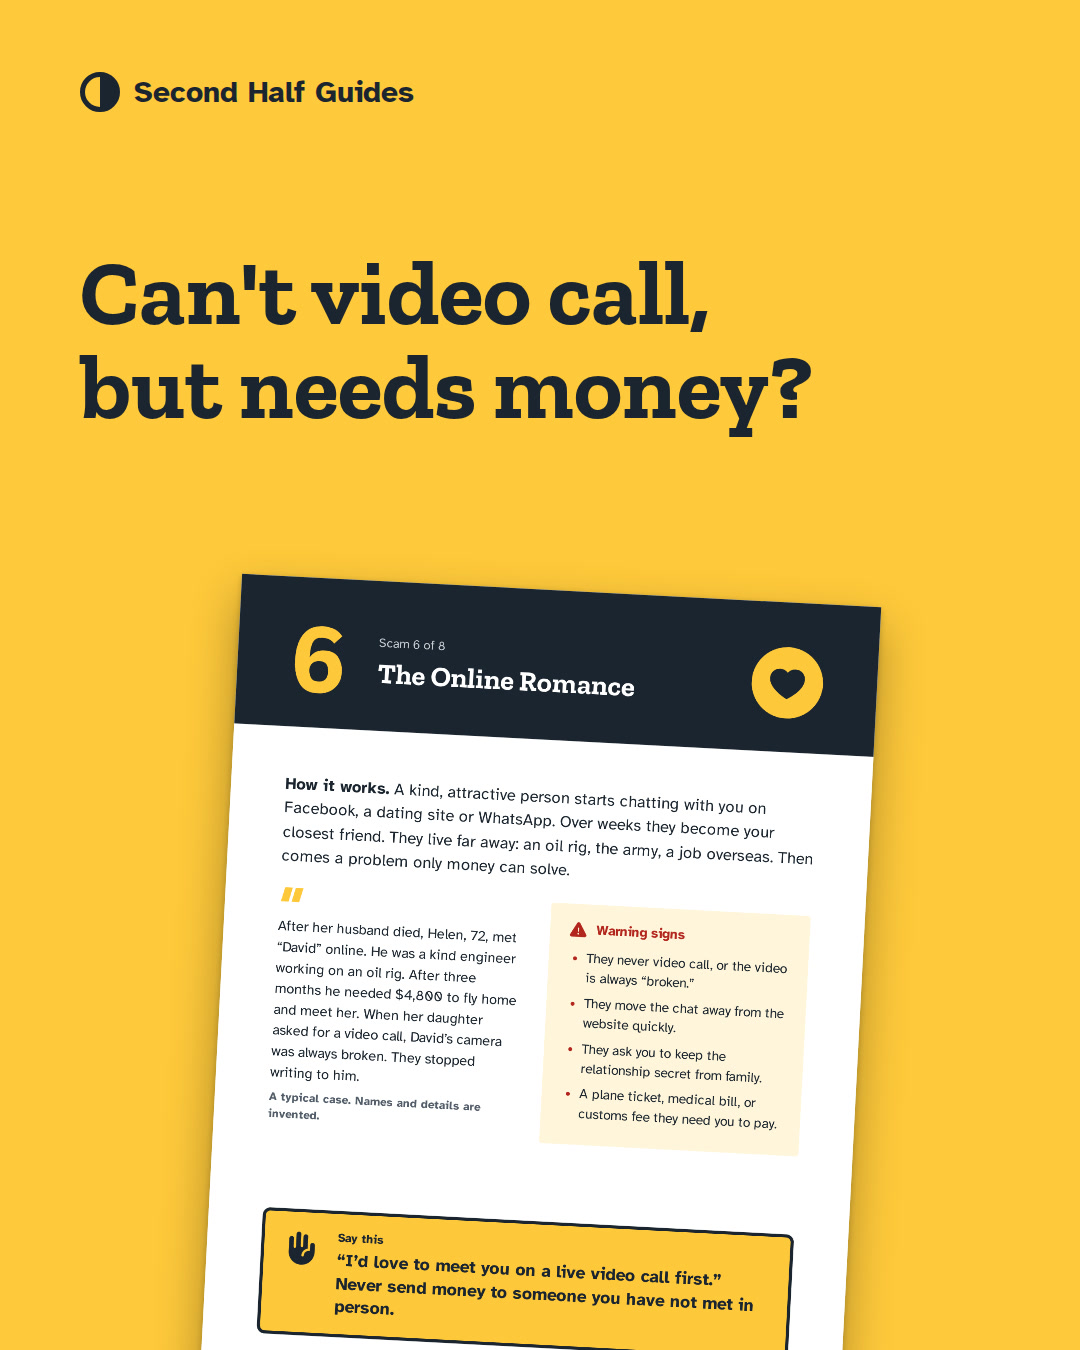 Second Half Guides
Can't video call,
but needs money?
6
Scam 6 of 8
The Online Romance
How it works. A kind, attractive person starts chatting with you on
Facebook, a dating site or WhatsApp. Over weeks they become your
closest friend. They live far away: an oil rig, the army, a job overseas. Then
comes a problem only money can solve.
"
After her husband died, Helen, 72, met
“David” online. He was a kind engineer
working on an oil rig. After three
months he needed $4,800 to fly home
and meet her. When her daughter
asked for a video call, David’s camera
was always broken. They stopped
writing to him.
A typical case. Names and details are
invented.
Warning signs
• They never video call, or the video
is always “broken.”
• They move the chat away from the
website quickly.
• They ask you to keep the
relationship secret from family.
• A plane ticket, medical bill, or
customs fee they need you to pay.
Say this
“I’d love to meet you on a live video call first.”
Never send money to someone you have not met in
person.